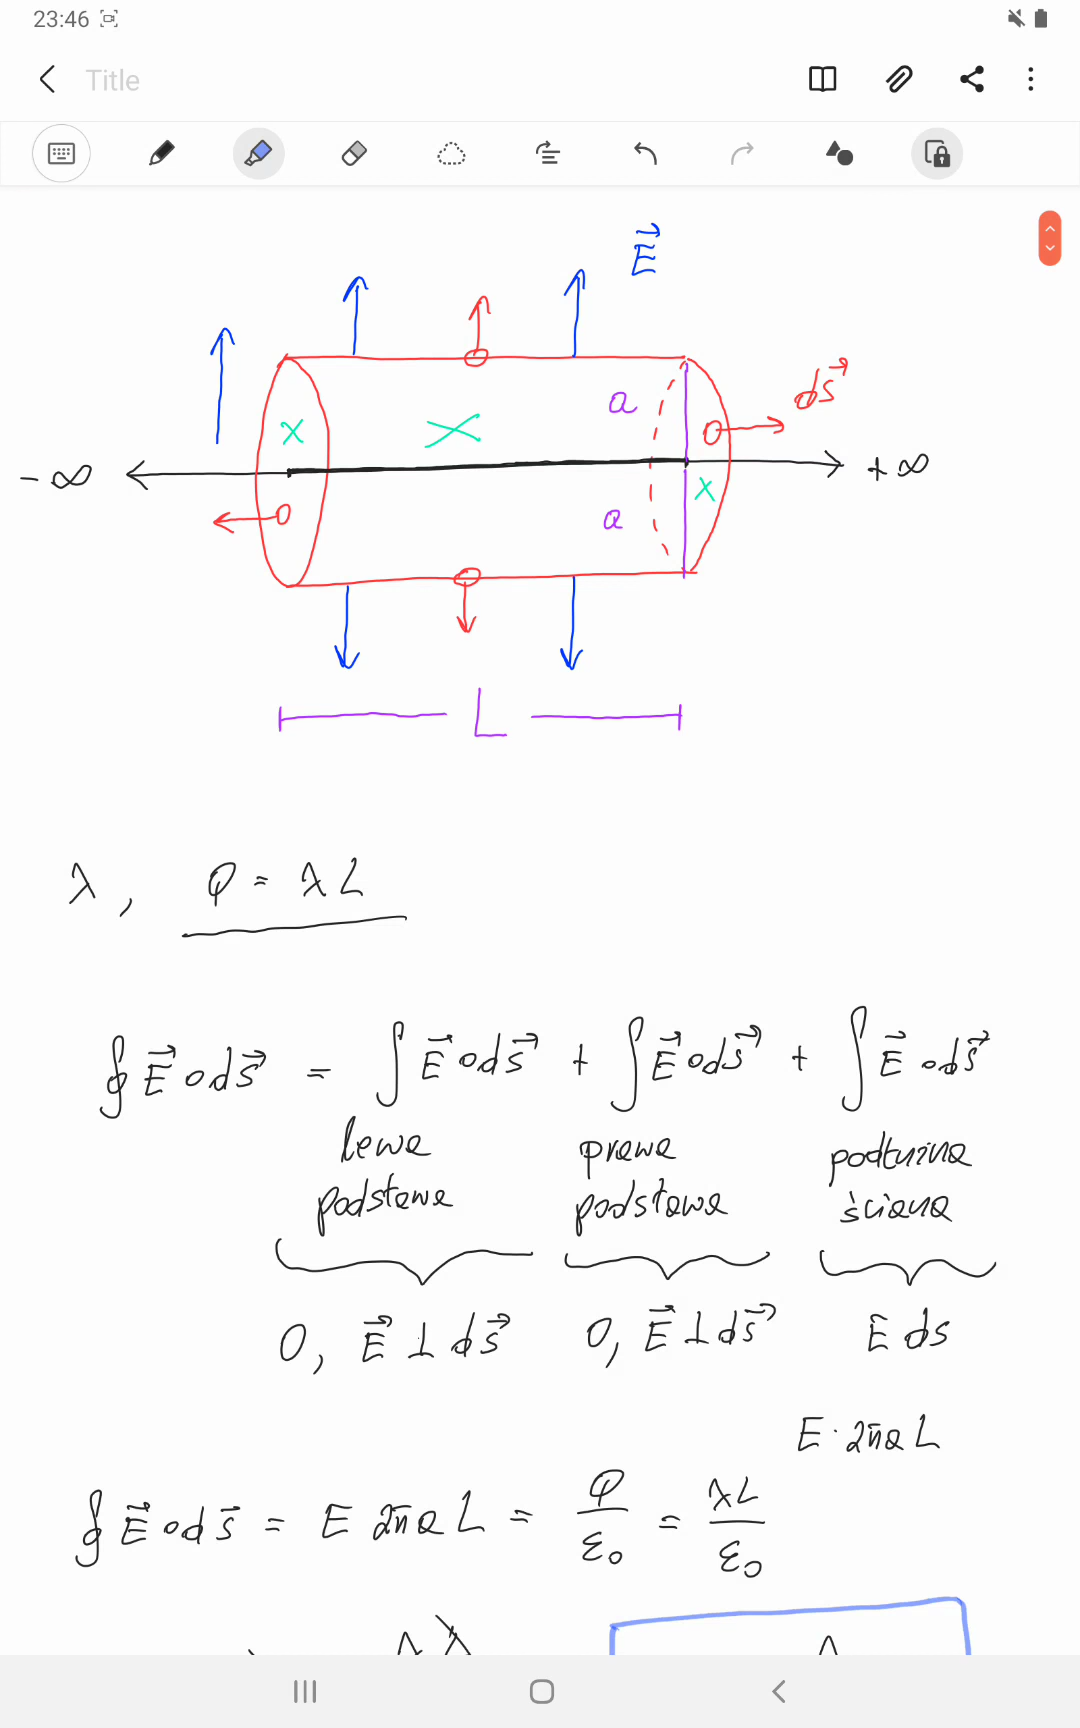 23:46
Title
E⃗
ds⃗
a
x
x
- ∞
+ ∞
x
a
L
λ, Q = λL
∮ E⃗ ∘ ds⃗ = ∫ E⃗ ∘ ds⃗ + ∫ E⃗ ∘ ds⃗ + ∫ E⃗ ∘ ds⃗
lewa prawa podłużna
podstawa podstawa ściana
0, E⃗ ⊥ ds⃗ 0, E⃗ ⊥ ds⃗ E ds
E · 2πa L
∮ E⃗ ∘ ds⃗ = E 2πa L = Q/ε₀ = λL/ε₀